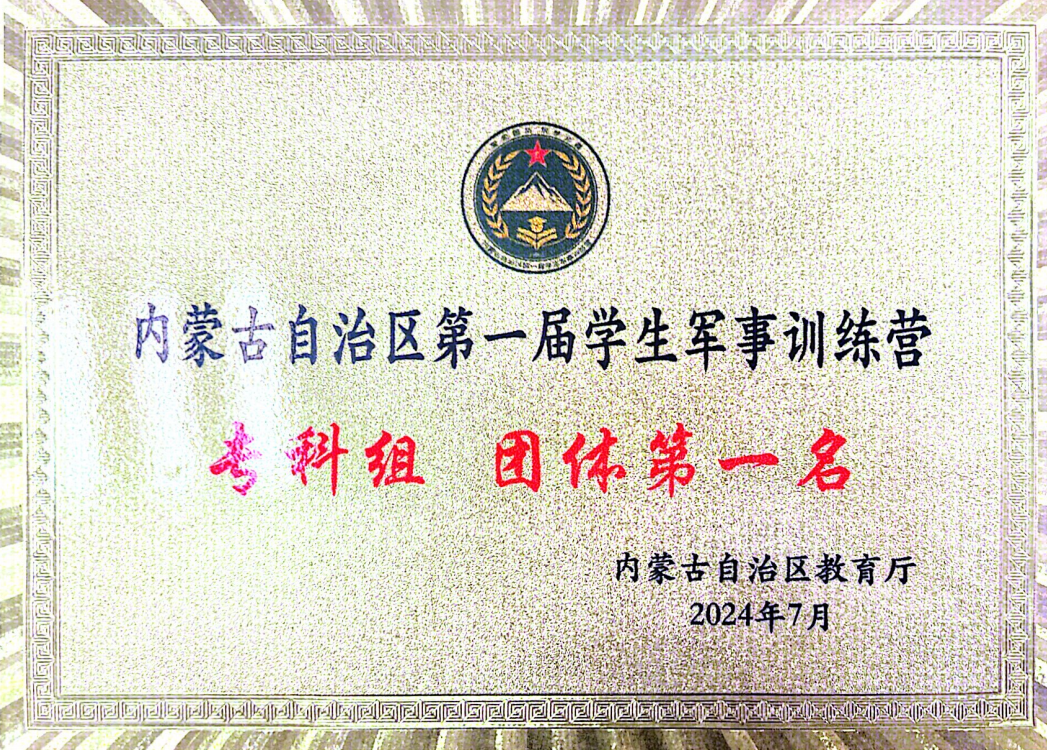 内蒙古自治区第一届学生军事训练营
专科组 团体第一名
内蒙古自治区教育厅
2024年7月